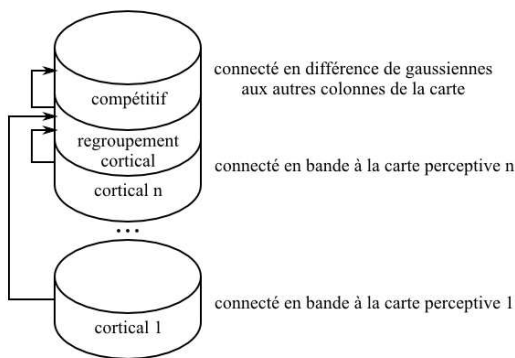 connecté en différence de gaussiennes
aux autres colonnes de la carte
compétitif
regroupement
cortical
connecté en bande à la carte perceptive n
cortical n
...
connecté en bande à la carte perceptive 1
cortical 1